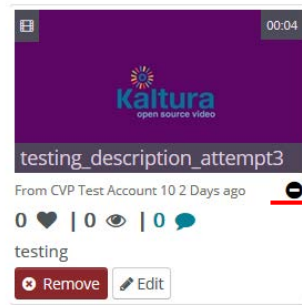 00:04
Kaltura
open source video
testing_description_attempt3
From CVP Test Account 10 2 Days ago
0 | 0 | 0
testing
Remove Edit